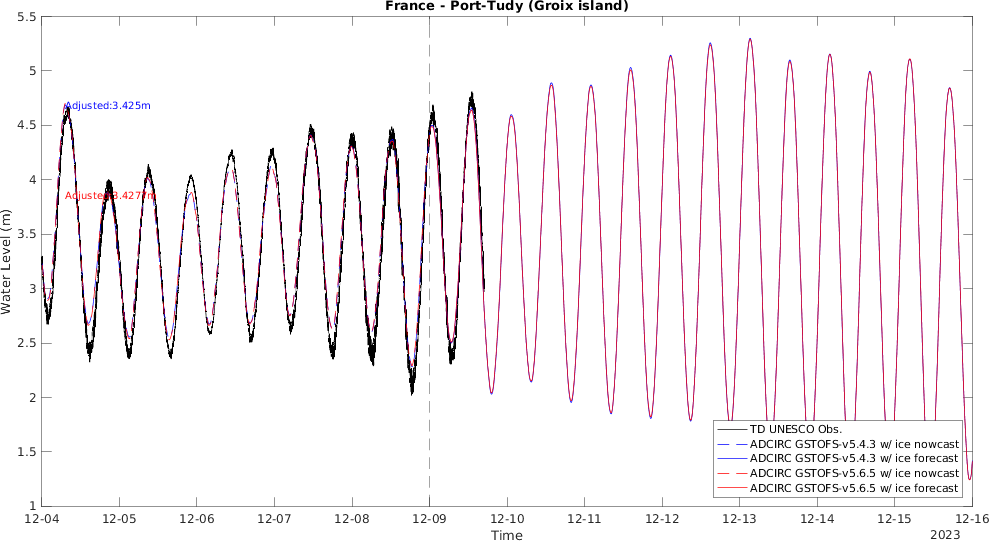 France - Port-Tudy (Groix island)
5.5
5
4.5
4
3.5
3
2.5
2
1.5
1
Water Level (m)
Adjusted:3.425m
Adjusted:3.4277m
TD UNESCO Obs.
ADCIRC GSTOFS-v5.4.3 w/ ice nowcast
ADCIRC GSTOFS-v5.4.3 w/ ice forecast
ADCIRC GSTOFS-v5.6.5 w/ ice nowcast
ADCIRC GSTOFS-v5.6.5 w/ ice forecast
12-04 12-05 12-06 12-07 12-08 12-09 12-10 12-11 12-12 12-13 12-14 12-15 12-16
Time
2023